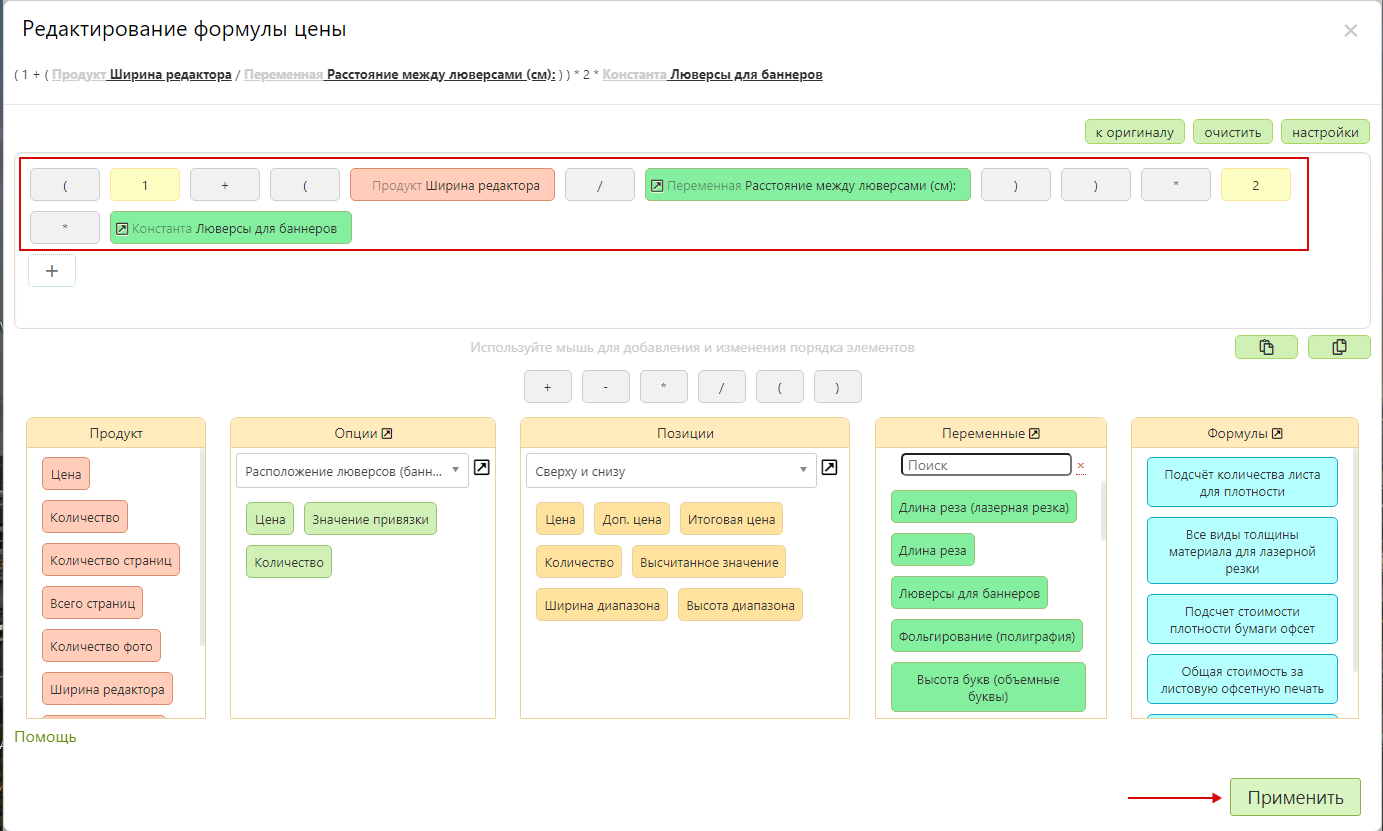 Редактирование формулы цены
×
( 1 + ( Продукт Ширина редактора / Переменная Расстояние между люверсами (см): ) ) * 2 * Константа Люверсы для баннеров
к оригиналу очистить настройки
( 1 + ( Продукт Ширина редактора / Переменная Расстояние между люверсами (см): ) ) * 2
* Константа Люверсы для баннеров
+
Используйте мышь для добавления и изменения порядка элементов
+ - * / ( )
Продукт
Цена
Количество
Количество страниц
Всего страниц
Количество фото
Ширина редактора
Опции
Расположение люверсов (банн...
Цена Значение привязки
Количество
Позиции
Сверху и снизу
Цена Доп. цена Итоговая цена
Количество Высчитанное значение
Ширина диапазона Высота диапазона
Переменные
Поиск ×
Длина реза (лазерная резка)
Длина реза
Люверсы для баннеров
Фольгирование (полиграфия)
Высота букв (объемные
буквы)
Формулы
Подсчёт количества листа
для плотности
Все виды толщины
материала для лазерной
резки
Подсчет стоимости
плотности бумаги офсет
Общая стоимость за
листовую офсетную печать
Помощь
Применить